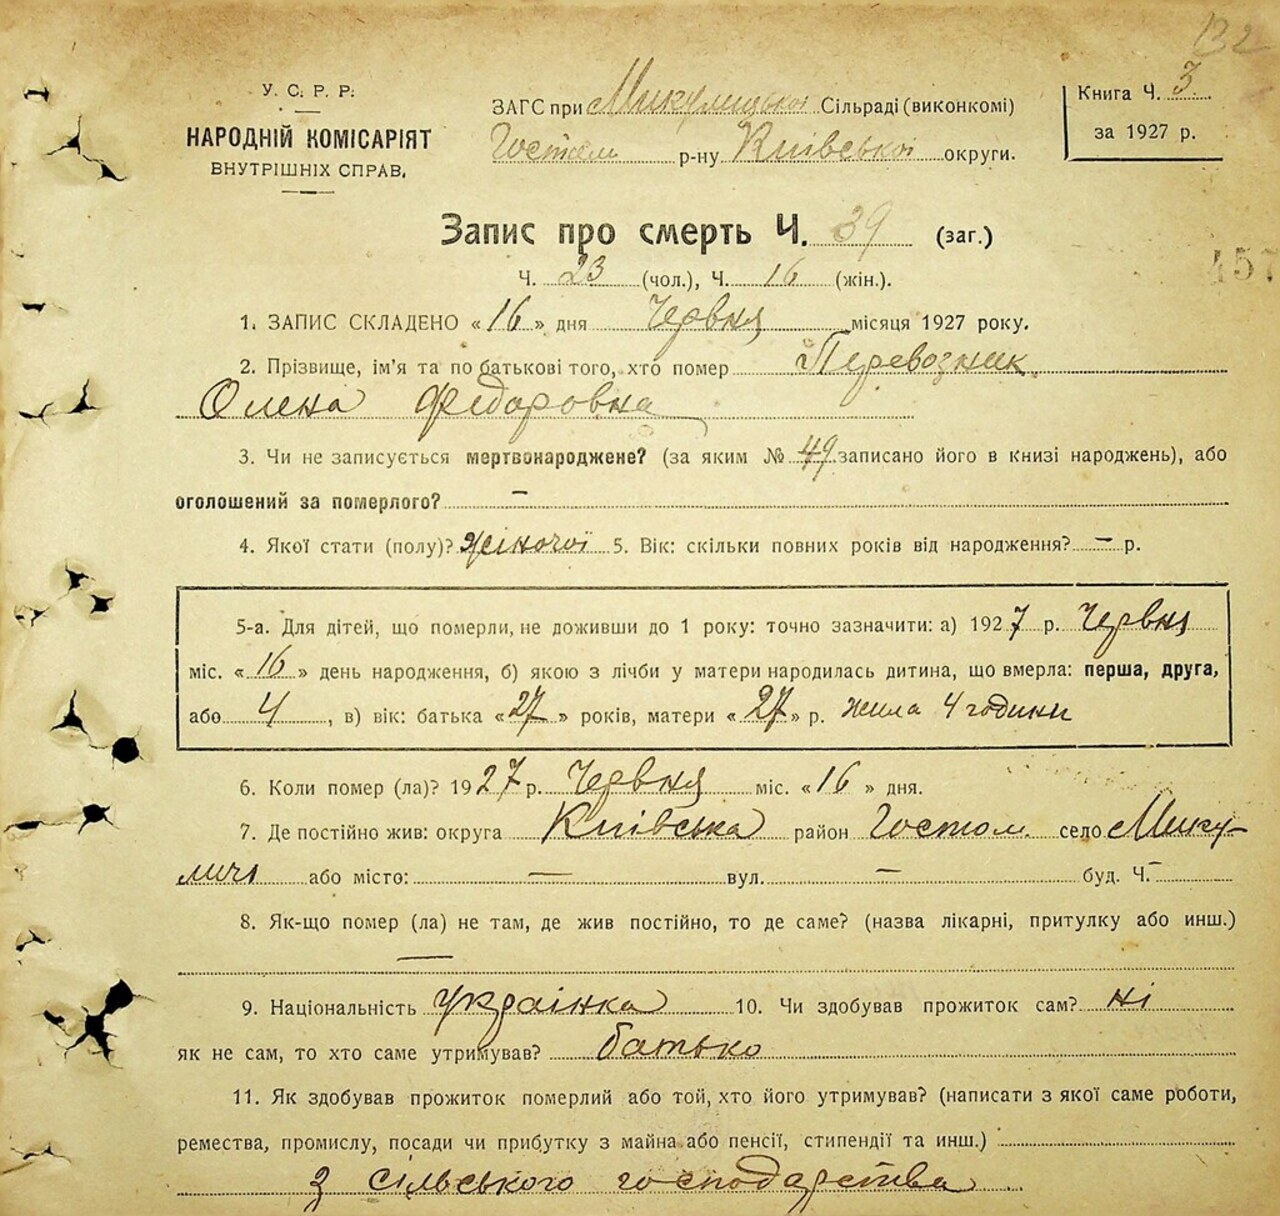 132
У. С. Р. Р.
НАРОДНІЙ КОМІСАРІЯТ
ВНУТРІШНІХ СПРАВ.
ЗАГС при Микулицької Сільраді (виконкомі)
Гостом р-ну Київської округи.
Книга Ч. 3
за 1927 р.
Запис про смерть Ч. 39 (заг.)
457
Ч. 23 (чол.), Ч. 16 (жін.).
1. ЗАПИС СКЛАДЕНО «16» дня Червня місяця 1927 року.
2. Прізвище, ім'я та по батькові того, хто помер Перевозник
Олена Федоровна
3. Чи не записується мертвонароджене? (за яким № 49 записано його в книзі народжень), або
оголошений за померлого? –
4. Якої стати (полу)? жіночої 5. Вік: скільки повних років від народження? – р.
5-а. Для дітей, що померли, не доживши до 1 року: точно зазначити: а) 1927 р. Червня
міс. «16» день народження, б) якою з лічби у матери народилась дитина, що вмерла: перша, друга,
або 4, в) вік: батька «27» років, матери «27» р. жила 4 години
6. Коли помер (ла)? 1927 р. Червня міс. «16» дня.
7. Де постійно жив: округа Київська район Гостом. село Мику-
личі або місто: — вул. – буд. Ч. –
8. Як-що помер (ла) не там, де жив постійно, то де саме? (назва лікарні, притулку або инш.)
—
9. Національність українка 10. Чи здобував прожиток сам? ні
як не сам, то хто саме утримував? батько
11. Як здобував прожиток померлий або той, хто його утримував? (написати з якої саме роботи,
ремества, промислу, посади чи прибутку з майна або пенсії, стипендії та инш.)
з сільського господарства